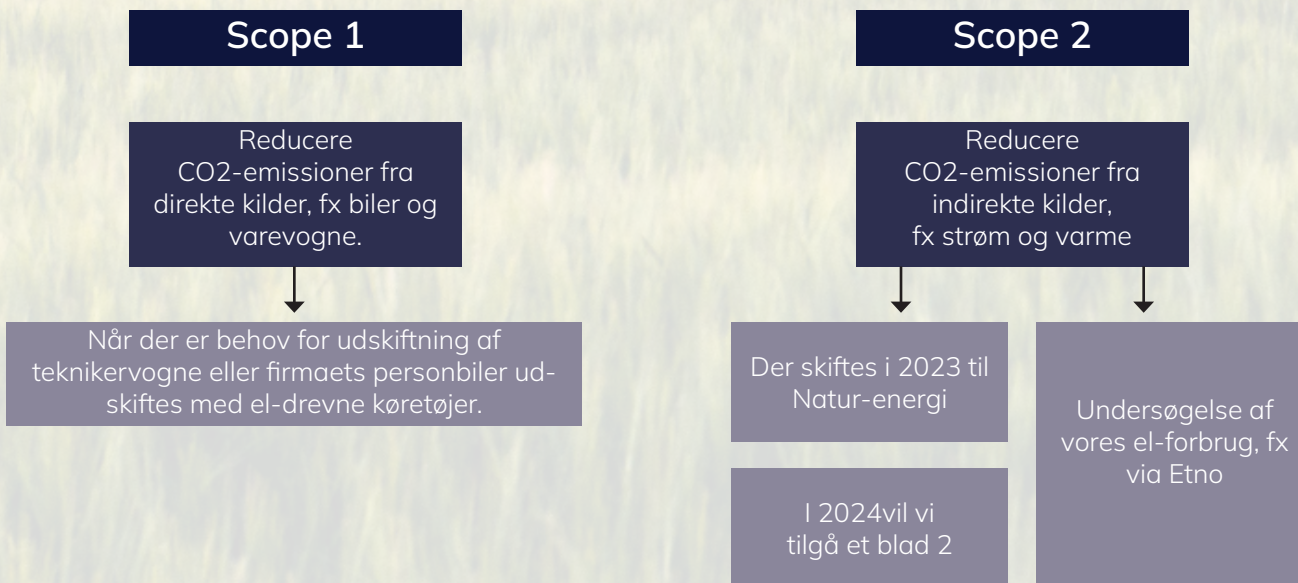 Scope 1
Reducere
CO2-emissioner fra
direkte kilder, fx biler og
varevogne.
Når der er behov for udskiftning af
teknikervogne eller firmaets personbiler ud-
skiftes med el-drevne køretøjer.
Scope 2
Reducere
CO2-emissioner fra
indirekte kilder,
fx strøm og varme
Der skiftes i 2023 til
Natur-energi
I 2024vil vi
tilgå et blad 2
Undersøgelse af
vores el-forbrug, fx
via Etno